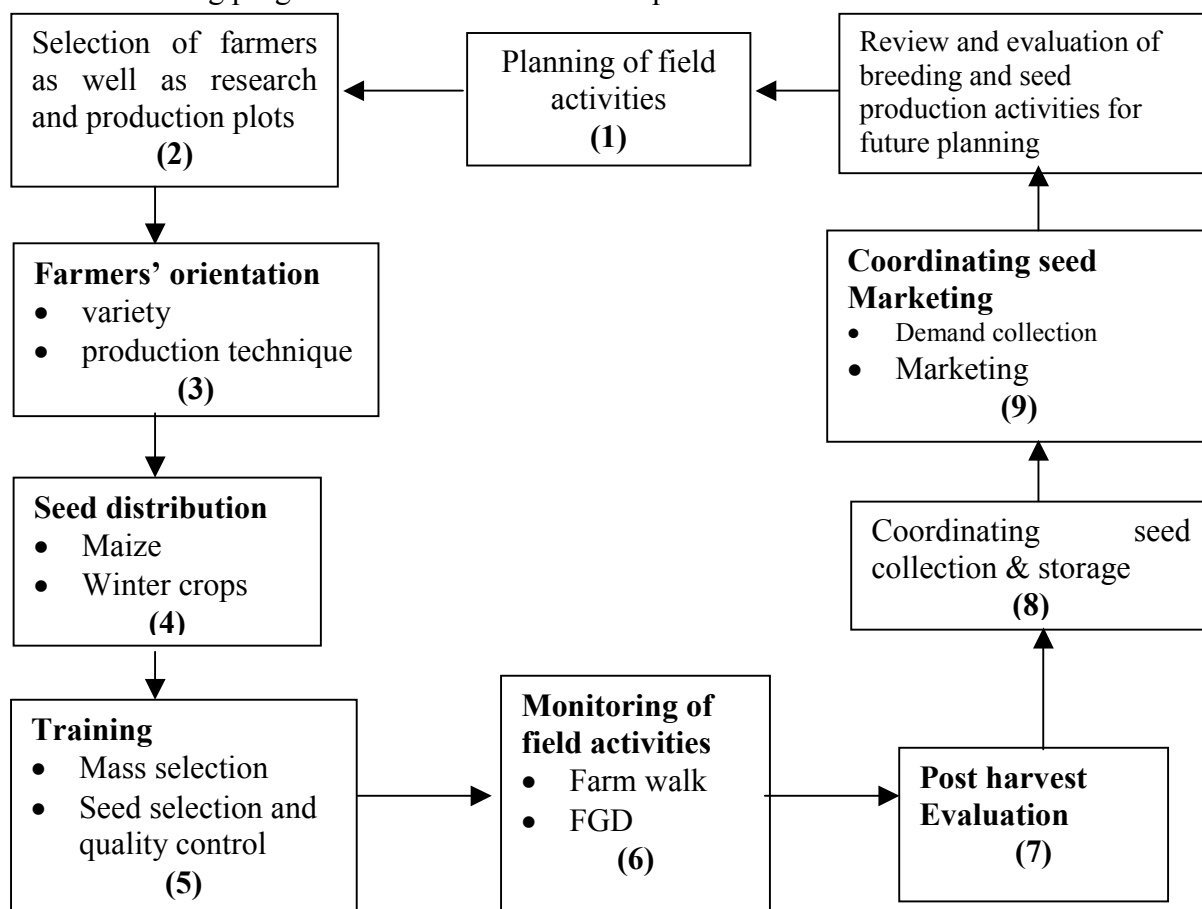 Selection of farmers
as well as research
and production plots
(2)
Planning of field
activities
(1)
Review and evaluation of
breeding and seed
production activities for
future planning
Farmers’ orientation
• variety
• production technique
(3)
Coordinating seed
Marketing
• Demand collection
• Marketing
(9)
Seed distribution
• Maize
• Winter crops
(4)
Coordinating seed
collection & storage
(8)
Training
• Mass selection
• Seed selection and
quality control
(5)
Monitoring of
field activities
• Farm walk
• FGD
(6)
Post harvest
Evaluation
(7)